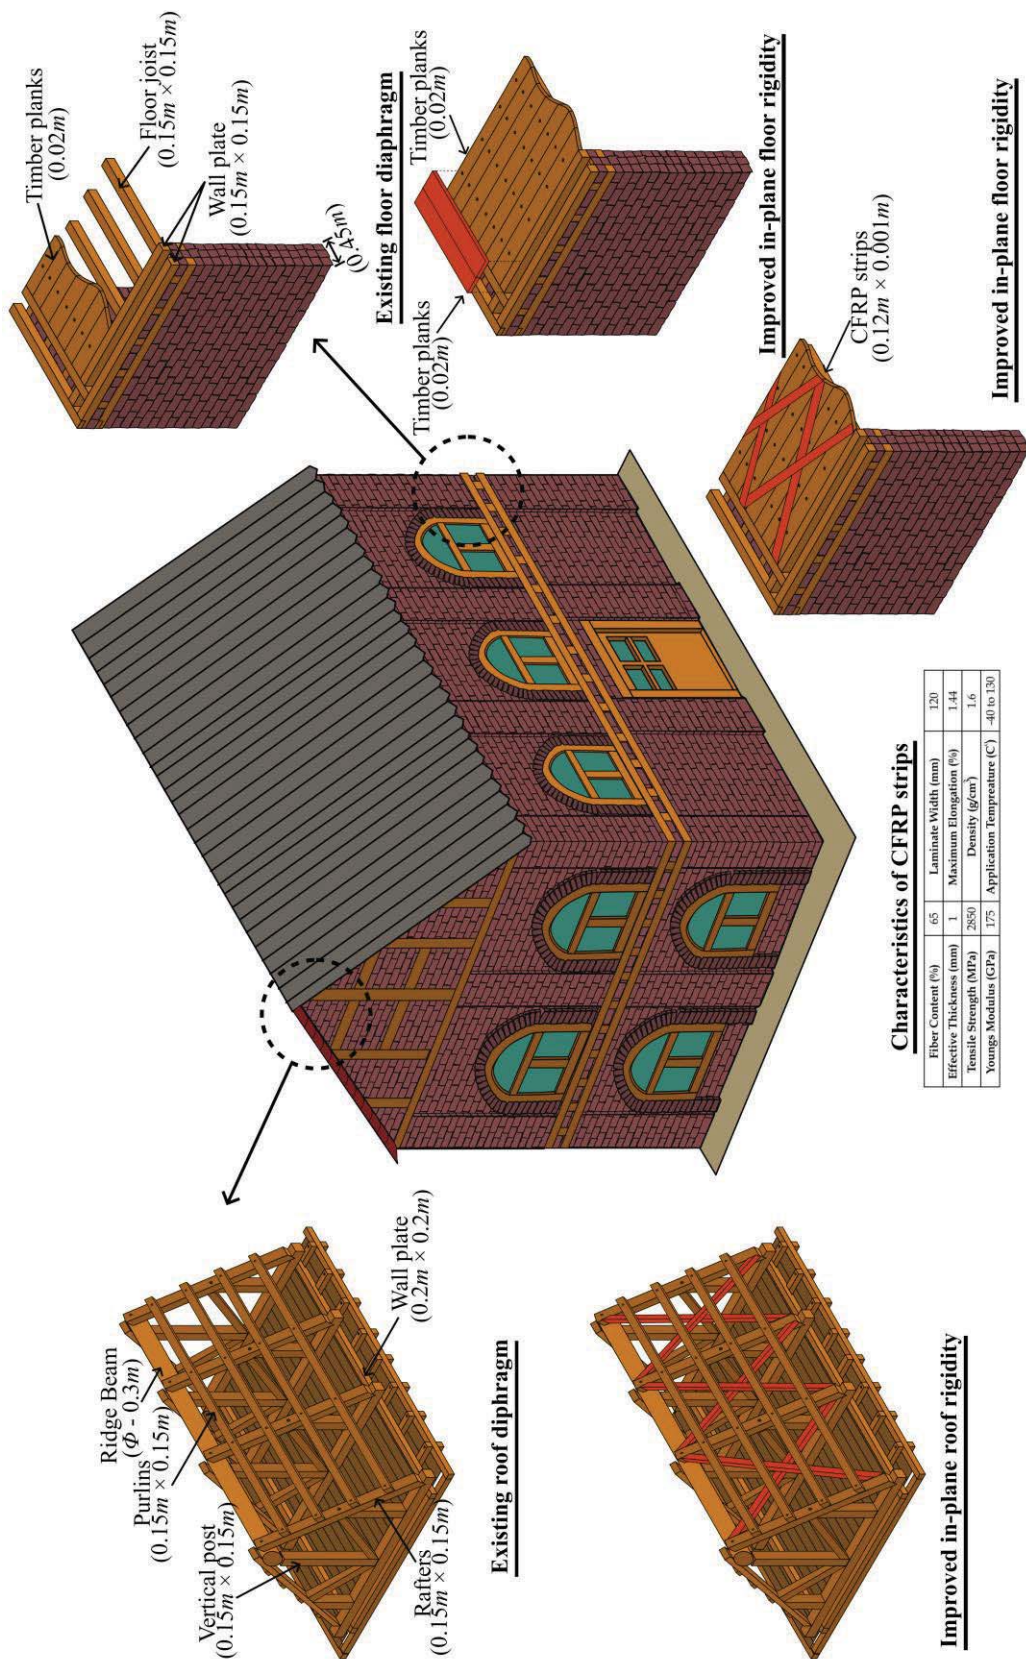 Ridge Beam
(Φ - 0.3m)
Purlins
(0.15m × 0.15m)
Vertical post
(0.15m × 0.15m)
Wall plate
(0.2m × 0.2m)
Rafters
(0.15m × 0.15m)
Existing roof diphragm
Improved in-plane roof rigidity
Timber planks
(0.02m)
Floor joist
(0.15m × 0.15m)
Wall plate
(0.15m × 0.15m)
(0.45m)
Existing floor diaphragm
Timber planks
(0.02m)
Timber planks
(0.02m)
Improved in-plane floor rigidity
CFRP strips
(0.12m × 0.001m)
Improved in-plane floor rigidity
Characteristics of CFRP strips
Fiber Content (%) 65 Laminate Width (mm) 120
Effective Thickness (mm) 1 Maximum Elongation (%) 1.44
Tensile Strength (MPa) 2850 Density (g/cm³) 1.6
Youngs Modulus (GPa) 175 Application Tempreature (C°) -40 to 130